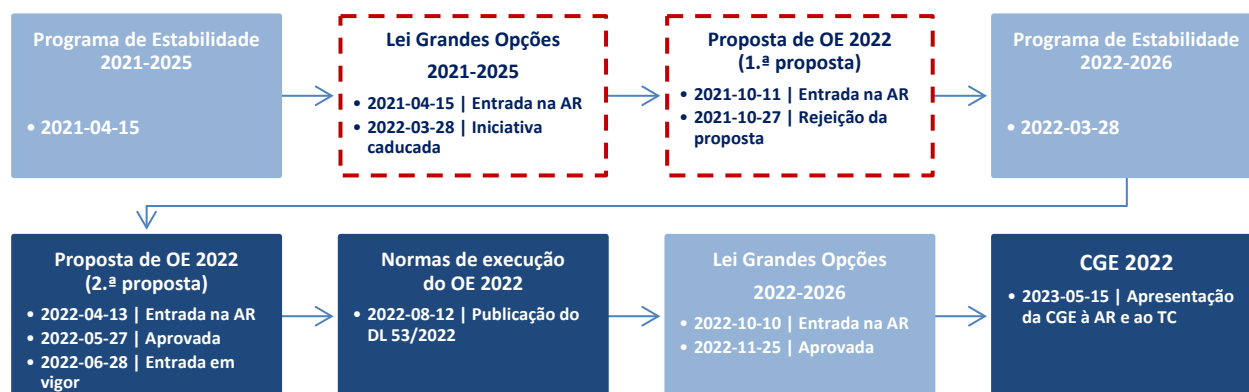 Programa de Estabilidade
2021-2025
• 2021-04-15
Lei Grandes Opções
2021-2025
• 2021-04-15 | Entrada na AR
• 2022-03-28 | Iniciativa
caducada
Proposta de OE 2022
(1.ª proposta)
• 2021-10-11 | Entrada na AR
• 2021-10-27 | Rejeição da
proposta
Programa de Estabilidade
2022-2026
• 2022-03-28
Proposta de OE 2022
(2.ª proposta)
• 2022-04-13 | Entrada na AR
• 2022-05-27 | Aprovada
• 2022-06-28 | Entrada em
vigor
Normas de execução
do OE 2022
• 2022-08-12 | Publicação do
DL 53/2022
Lei Grandes Opções
2022-2026
• 2022-10-10 | Entrada na AR
• 2022-11-25 | Aprovada
CGE 2022
• 2023-05-15 | Apresentação
da CGE à AR e ao TC